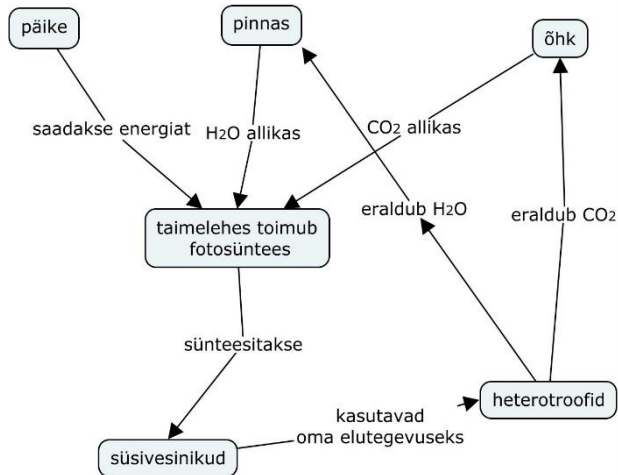 päike
pinnas
õhk
saadakse energiat
H2O allikas
CO2 allikas
eraldub H2O
eraldub CO2
taimelehes toimub
fotosüntees
sünteesitakse
kasutavad
oma elutegevuseks
heterotroofid
süsivesinikud